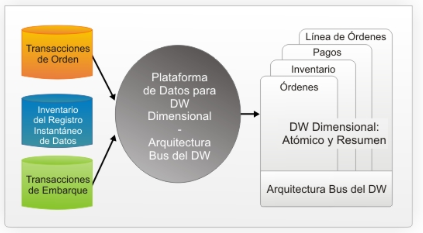 Transacciones
de Orden
Inventario
del Registro
Instantáneo
de Datos
Transacciones
de Embarque
Plataforma
de Datos para
DW
Dimensional
-
Arquitectura
Bus del DW
Línea de Órdenes
Pagos
Inventario
Órdenes
DW Dimensional:
Atómico y Resumen
Arquitectura Bus del DW